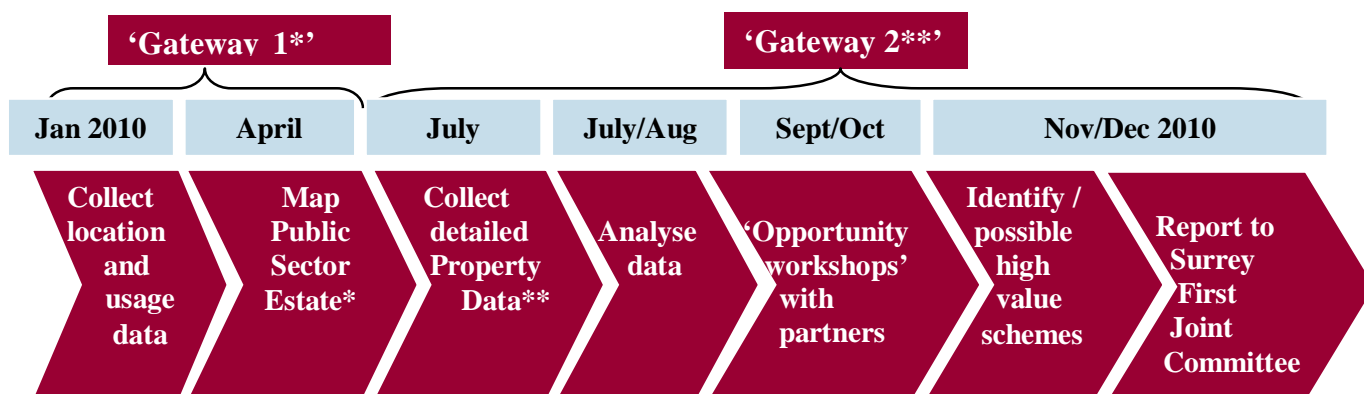 ‘Gateway 1*’
‘Gateway 2**’
Jan 2010
April
July
July/Aug
Sept/Oct
Nov/Dec 2010
Collect
location
and
usage
data
Map
Public
Sector
Estate*
Collect
detailed
Property
Data**
Analyse
data
‘Opportunity
workshops’
with
partners
Identify /
possible
high
value
schemes
Report to
Surrey
First
Joint
Committee